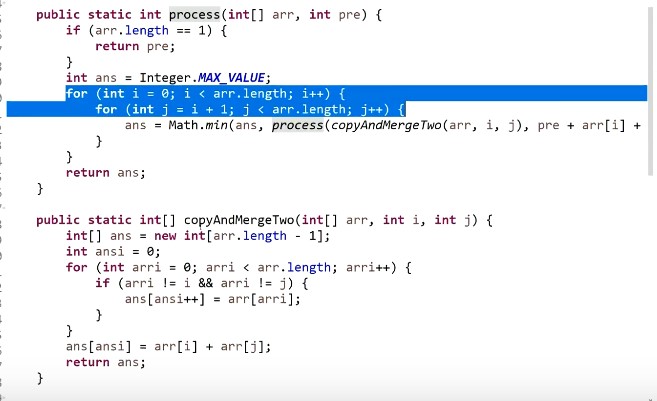 public static int process(int[] arr, int pre) {
if (arr.length == 1) {
return pre;
}
int ans = Integer.MAX_VALUE;
for (int i = 0; i < arr.length; i++) {
for (int j = i + 1; j < arr.length; j++) {
ans = Math.min(ans, process(copyAndMergeTwo(arr, i, j), pre + arr[i] +
}
}
return ans;
}
public static int[] copyAndMergeTwo(int[] arr, int i, int j) {
int[] ans = new int[arr.length - 1];
int ansi = 0;
for (int arri = 0; arri < arr.length; arri++) {
if (arri != i && arri != j) {
ans[ansi++] = arr[arri];
}
}
ans[ansi] = arr[i] + arr[j];
return ans;
}